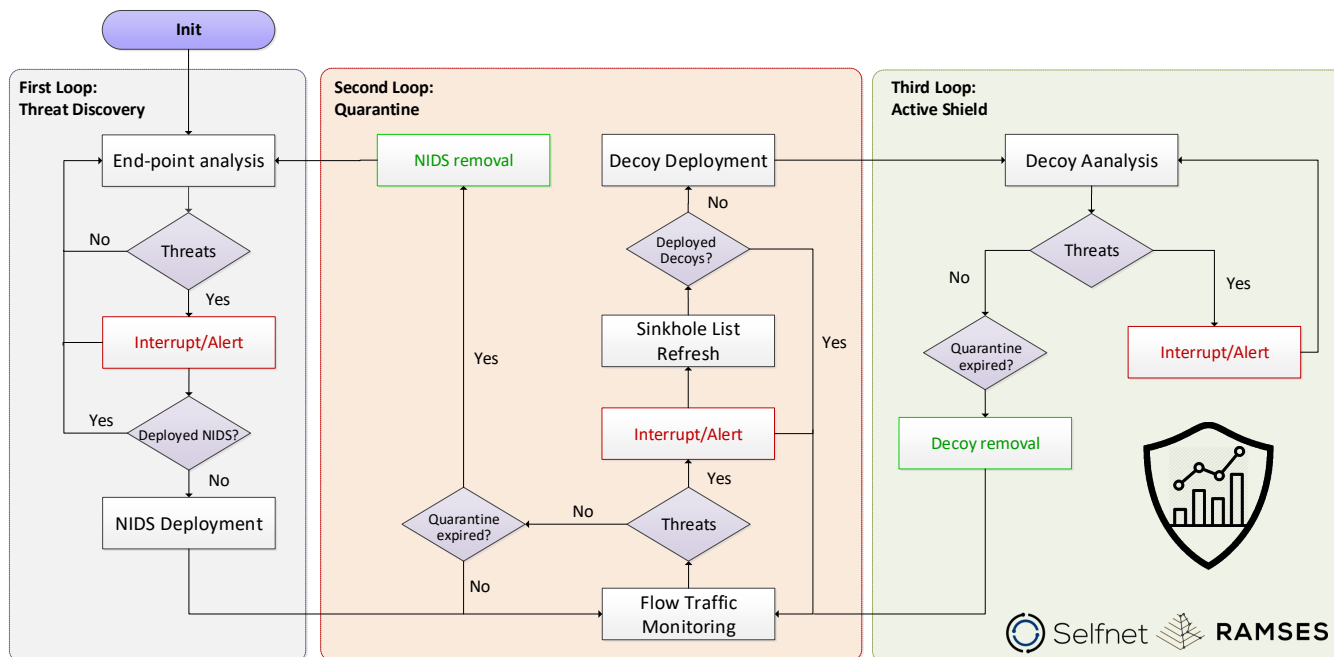 Init
First Loop:
Threat Discovery
End-point analysis
Threats
No
Yes
Interrupt/Alert
Yes
Deployed NIDS?
No
NIDS Deployment
Second Loop:
Quarantine
NIDS removal
Decoy Deployment
No
Deployed
Decoys?
Sinkhole List
Refresh
Yes
Yes
Interrupt/Alert
Yes
Quarantine
expired?
No
Threats
No
Flow Traffic
Monitoring
Third Loop:
Active Shield
Decoy Aanalysis
Threats
No
Yes
Quarantine
expired?
Interrupt/Alert
Decoy removal
Selfnet
RAMSES